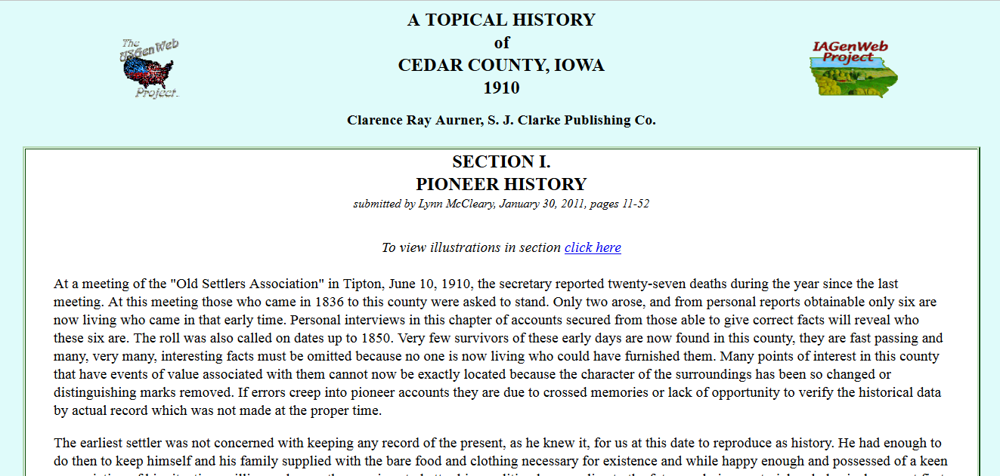 A TOPICAL HISTORY
of
CEDAR COUNTY, IOWA
1910
Clarence Ray Aurner, S. J. Clarke Publishing Co.
The
USGenWeb
Project
IAGenWeb
Project
SECTION I.
PIONEER HISTORY
submitted by Lynn McCleary, January 30, 2011, pages 11-52
To view illustrations in section click here
At a meeting of the "Old Settlers Association" in Tipton, June 10, 1910, the secretary reported twenty-seven deaths during the year since the last
meeting. At this meeting those who came in 1836 to this county were asked to stand. Only two arose, and from personal reports obtainable only six are
now living who came in that early time. Personal interviews in this chapter of accounts secured from those able to give correct facts will reveal who
these six are. The roll was also called on dates up to 1850. Very few survivors of these early days are now found in this county, they are fast passing and
many, very many, interesting facts must be omitted because no one is now living who could have furnished them. Many points of interest in this county
that have events of value associated with them cannot now be exactly located because the character of the surroundings has been so changed or
distinguishing marks removed. If errors creep into pioneer accounts they are due to crossed memories or lack of opportunity to verify the historical data
by actual record which was not made at the proper time.
The earliest settler was not concerned with keeping any record of the present, as he knew it, for us at this date to reproduce as history. He had enough to
do then to keep himself and his family supplied with the bare food and clothing necessary for existence and while happy enough and possessed of a keen